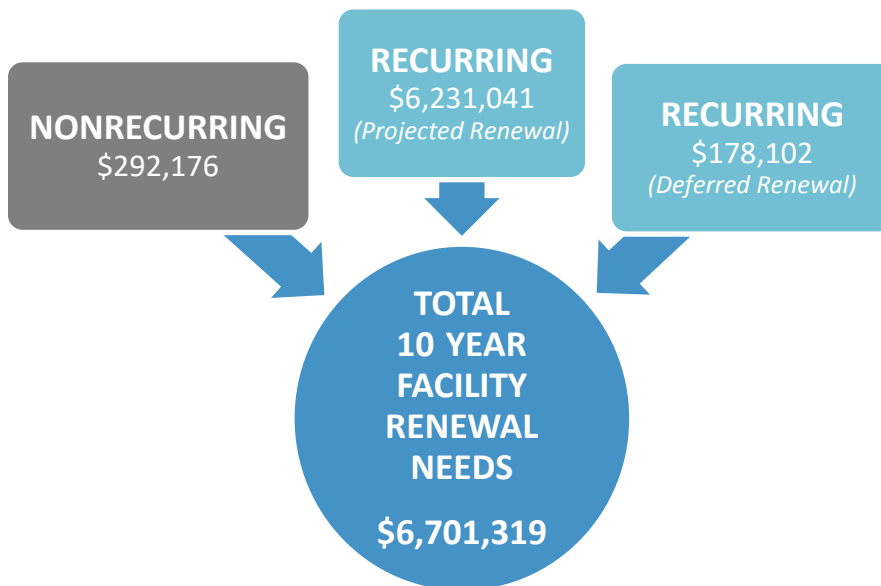 NONRECURRING
$292,176
RECURRING
$6,231,041
(Projected Renewal)
RECURRING
$178,102
(Deferred Renewal)
TOTAL
10 YEAR
FACILITY
RENEWAL
NEEDS
$6,701,319